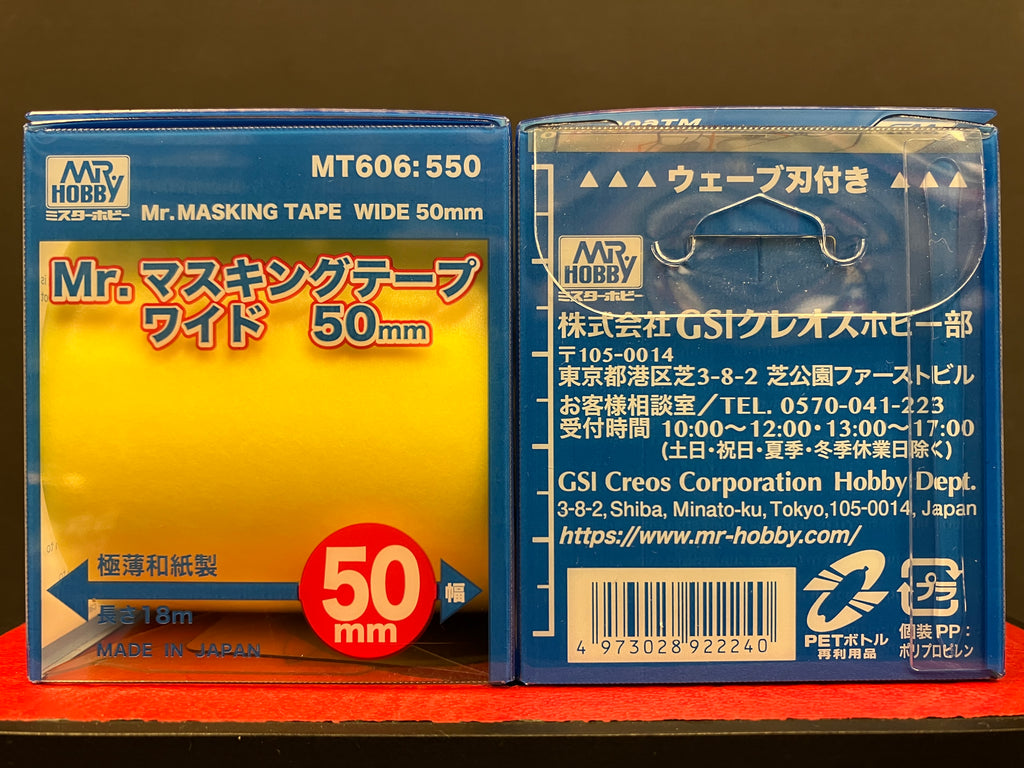 MR.
HOBBY
ミスターホビー
MT606:550
Mr.MASKING TAPE WIDE 50mm
Mr.マスキングテープ
ワイド 50mm
極薄和紙製
50
mm
幅
長さ18m
MADE IN JAPAN
▲▲▲ウェーブ刃付き▲▲▲
MR.
HOBBY
ミスターホビー
株式会社GSIクレオスホビー部
〒105-0014
東京都港区芝3-8-2 芝公園ファーストビル
お客様相談室／TEL. 0570-041-223
受付時間 10:00〜12:00・13:00〜17:00
(土日・祝日・夏季・冬季休業日除く)
GSI Creos Corporation Hobby Dept.
3-8-2, Shiba, Minato-ku, Tokyo,105-0014, Japan
https://www.mr-hobby.com/
4 973028 922240
PETボトル
再利用品
プラ
個装PP：
ポリプロピレン